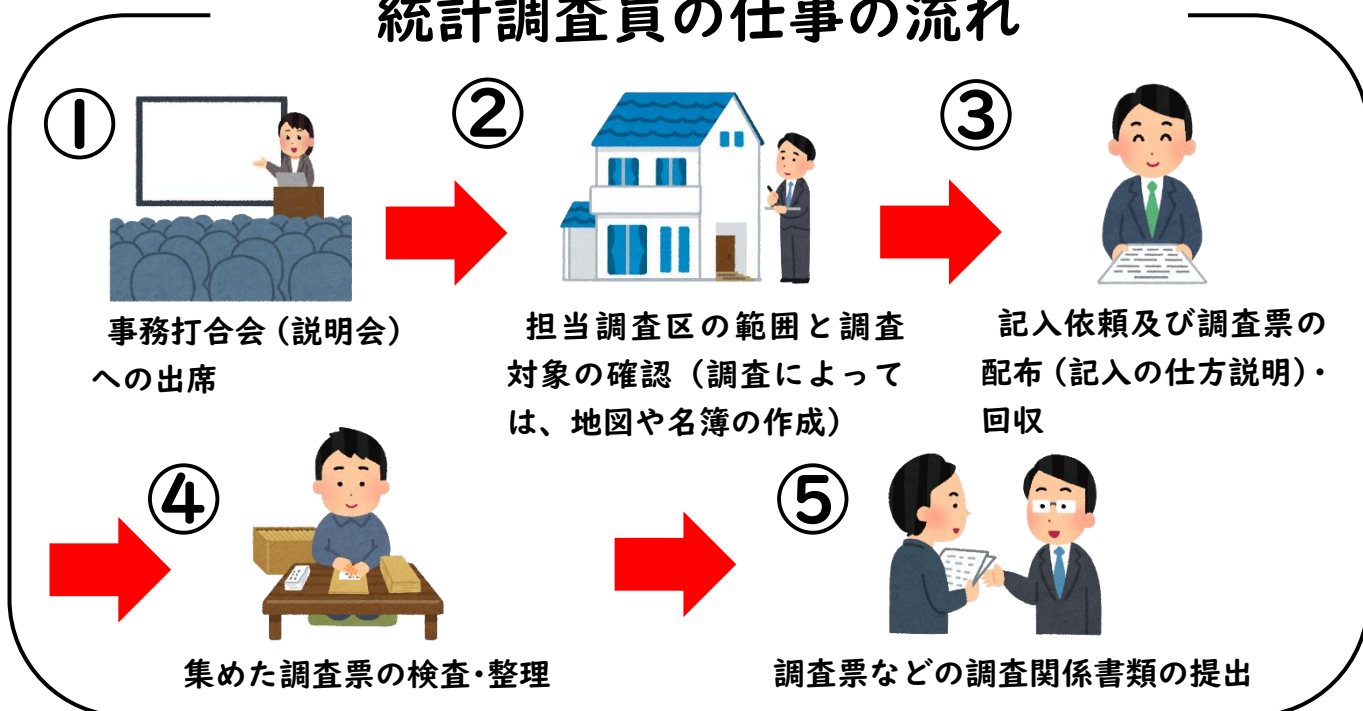 統計調査員の仕事の流れ
①
事務打合会（説明会）
への出席
②
担当調査区の範囲と調査
対象の確認（調査によって
は、地図や名簿の作成）
③
記入依頼及び調査票の
配布（記入の仕方説明）・
回収
④
集めた調査票の検査・整理
⑤
調査票などの調査関係書類の提出